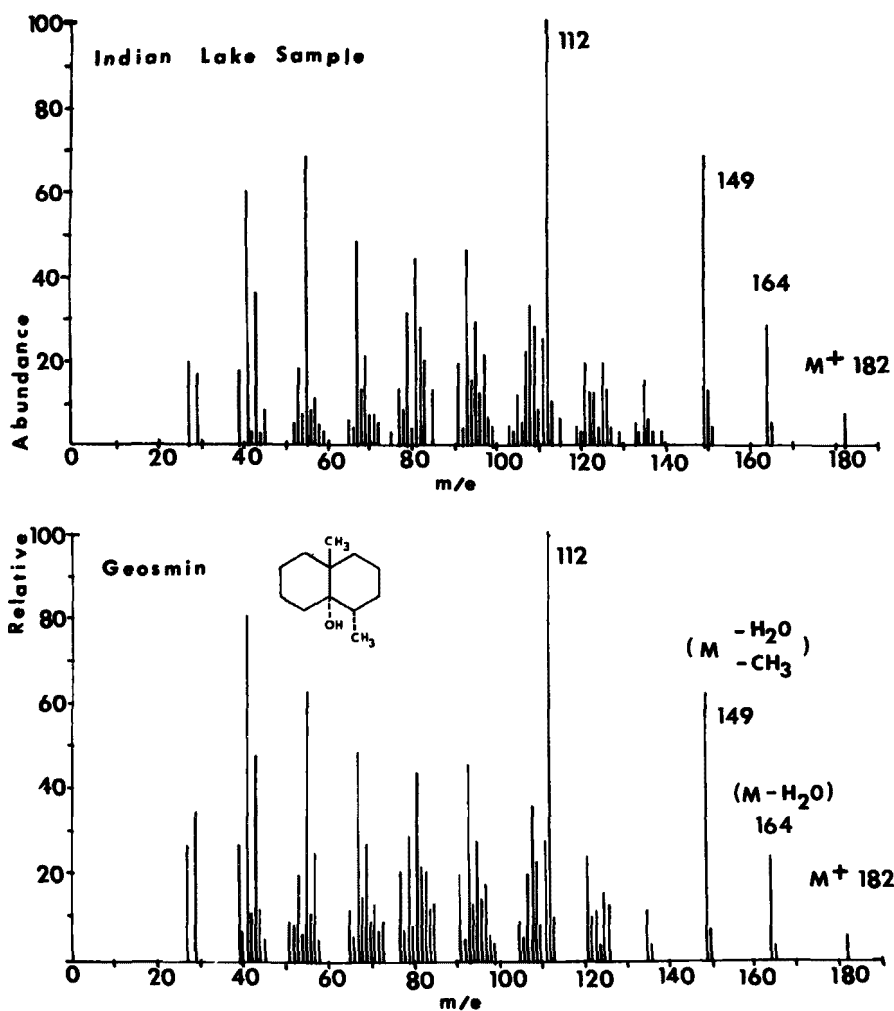 100
Indian Lake Sample
112
80
149
60
164
40
M+ 182
20
Abundance
0 20 40 60 80 100 120 140 160 180
m/e
100
Geosmin
CH3
OH
CH3
112
Relative
80
(M -H2O
-CH3)
60
149
40
(M-H2O)
164
20
M+ 182
0 20 40 60 80 100 120 140 160 180
m/e